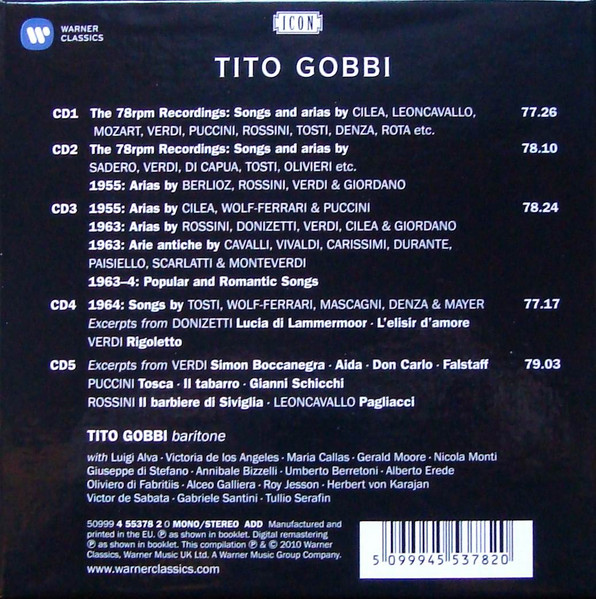 WARNER
CLASSICS
ICON
TITO GOBBI
CD1 The 78rpm Recordings: Songs and arias by CILEA, LEONCAVALLO, 77.26
MOZART, VERDI, PUCCINI, ROSSINI, TOSTI, DENZA, ROTA etc.
CD2 The 78rpm Recordings: Songs and arias by 78.10
SADERO, VERDI, DI CAPUA, TOSTI, OLIVIERI etc.
1955: Arias by BERLIOZ, ROSSINI, VERDI & GIORDANO
CD3 1955: Arias by CILEA, WOLF-FERRARI & PUCCINI 78.24
1963: Arias by ROSSINI, DONIZETTI, VERDI, CILEA & GIORDANO
1963: Arie antiche by CAVALLI, VIVALDI, CARISSIMI, DURANTE,
PAISIELLO, SCARLATTI & MONTEVERDI
1963–4: Popular and Romantic Songs
CD4 1964: Songs by TOSTI, WOLF-FERRARI, MASCAGNI, DENZA & MAYER 77.17
Excerpts from DONIZETTI Lucia di Lammermoor · L'elisir d'amore
VERDI Rigoletto
CD5 Excerpts from VERDI Simon Boccanegra · Aida · Don Carlo · Falstaff 79.03
PUCCINI Tosca · Il tabarro · Gianni Schicchi
ROSSINI Il barbiere di Siviglia · LEONCAVALLO Pagliacci
TITO GOBBI baritone
with Luigi Alva · Victoria de los Angeles · Maria Callas · Gerald Moore · Nicola Monti
Giuseppe di Stefano · Annibale Bizzelli · Umberto Berretoni · Alberto Erede
Oliviero di Fabritiis · Alceo Galliera · Roy Jesson · Herbert von Karajan
Victor de Sabata · Gabriele Santini · Tullio Serafin
50999 4 55378 2 0 MONO/STEREO ADD Manufactured and
printed in the EU. ℗ as shown in booklet. Digital remastering
℗ as shown in booklet. This compilation ℗ & © 2010 Warner
Classics, Warner Music UK Ltd. A Warner Music Group Company.
www.warnerclassics.com
5 099945 537820